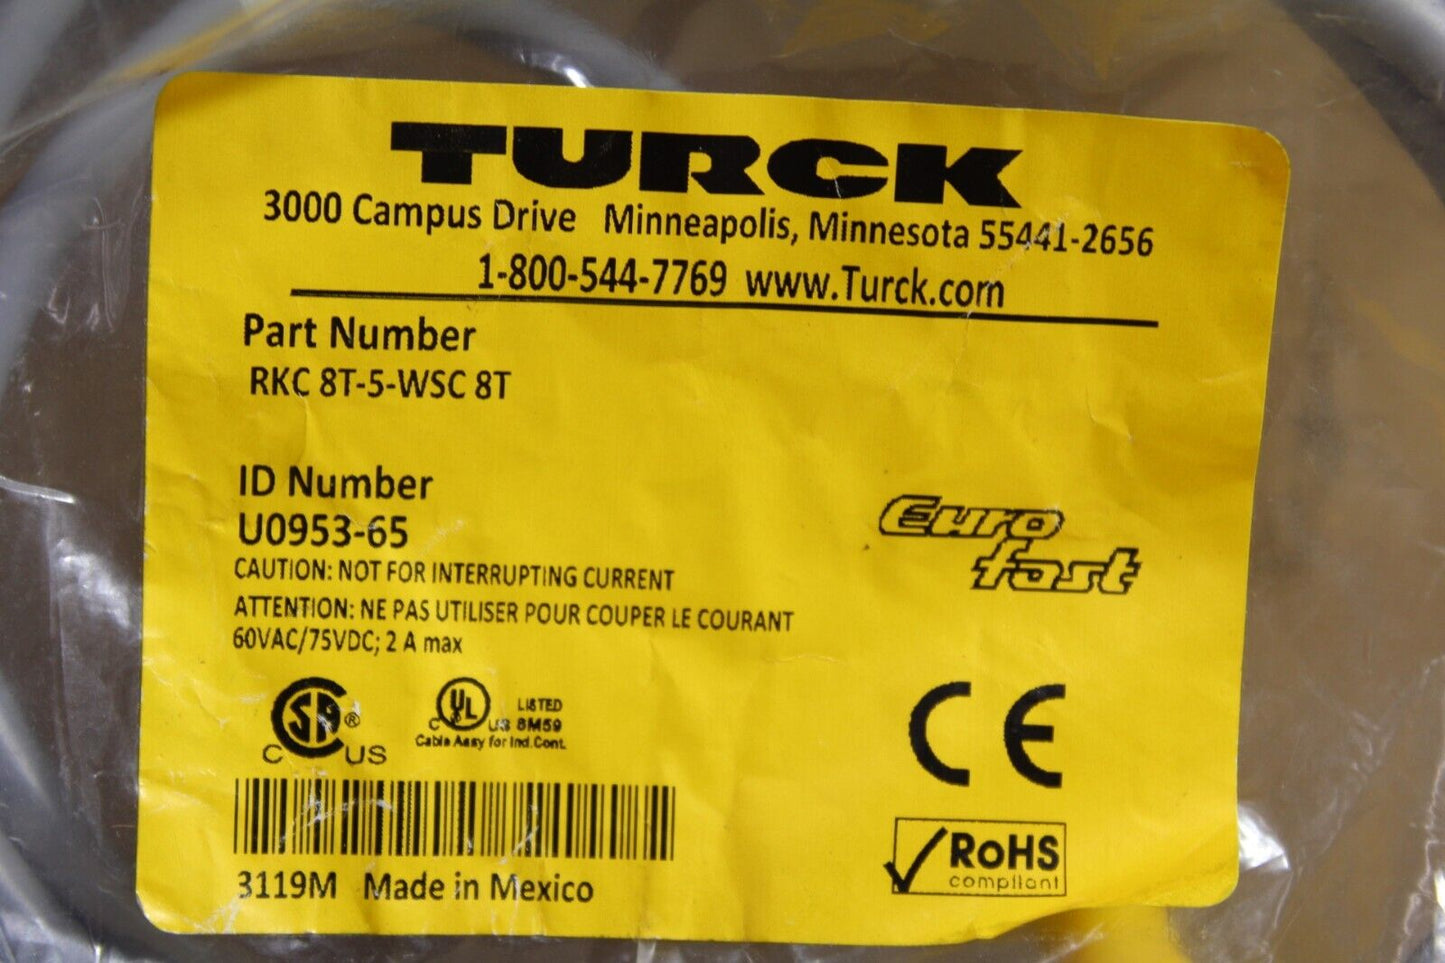 TURCK
3000 Campus Drive Minneapolis, Minnesota 55441-2656
1-800-544-7769 www.Turck.com
Part Number
RKC 8T-5-WSC 8T
ID Number
U0953-65
CAUTION: NOT FOR INTERRUPTING CURRENT
ATTENTION: NE PAS UTILISER POUR COUPER LE COURANT
60VAC/75VDC; 2 A max
Euro
fast
C SA ® US
C UL US LISTED
8M59
Cable Assy for Ind.Cont.
CE
RoHS
compliant
3119M Made in Mexico